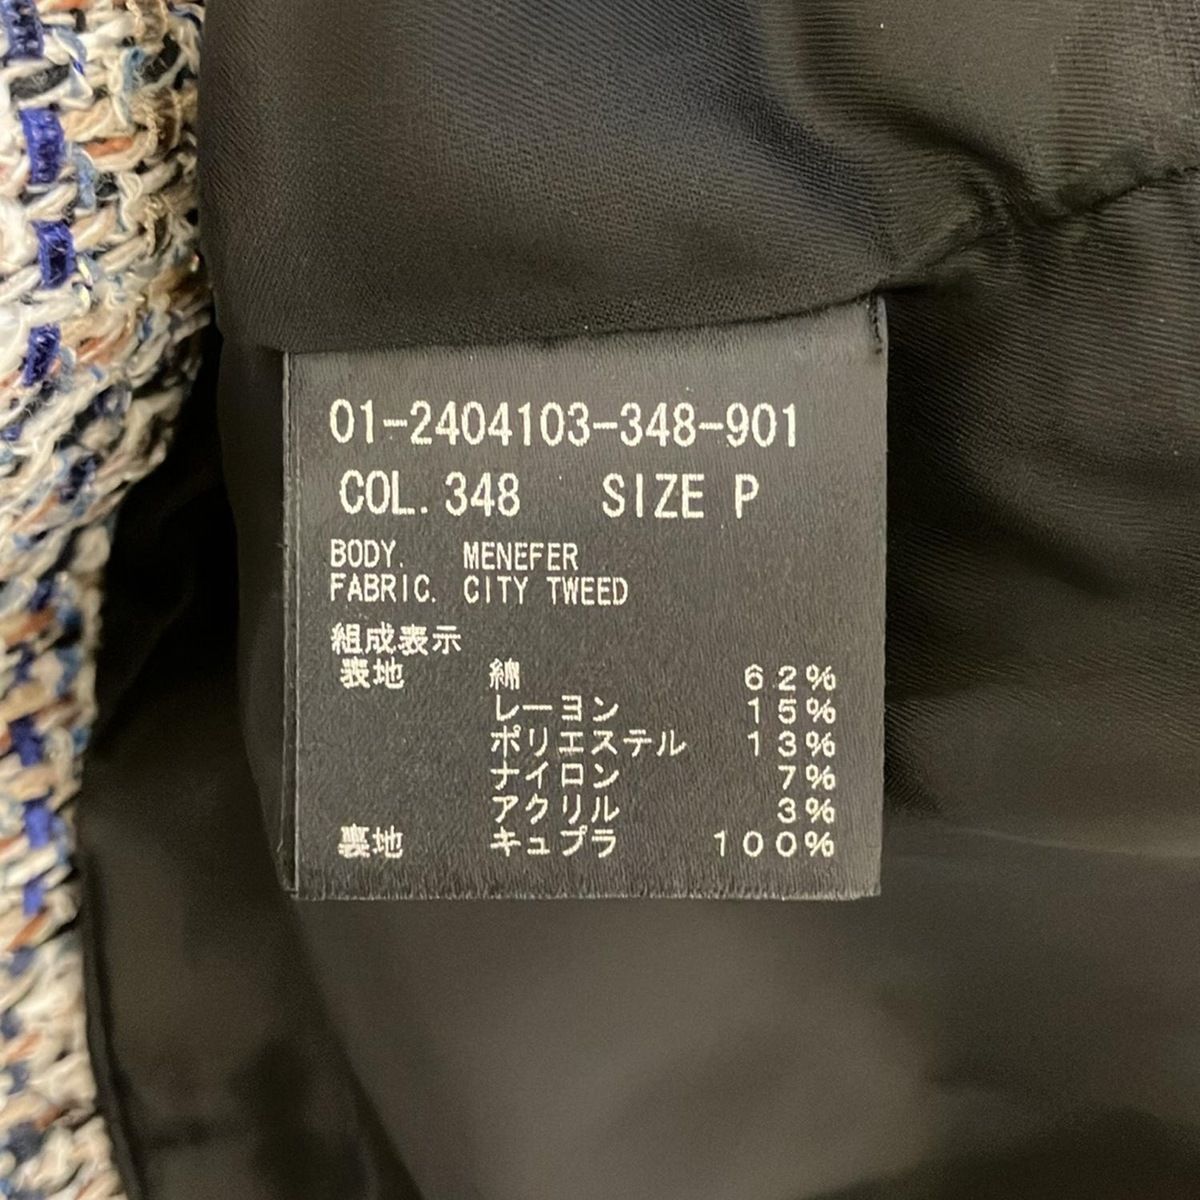 01-2404103-348-901
COL. 348 SIZE P
BODY. MENEFER
FABRIC. CITY TWEED
組成表示
表地 綿 62%
レーヨン 15%
ポリエステル 13%
ナイロン 7%
アクリル 3%
裏地 キュプラ 100%